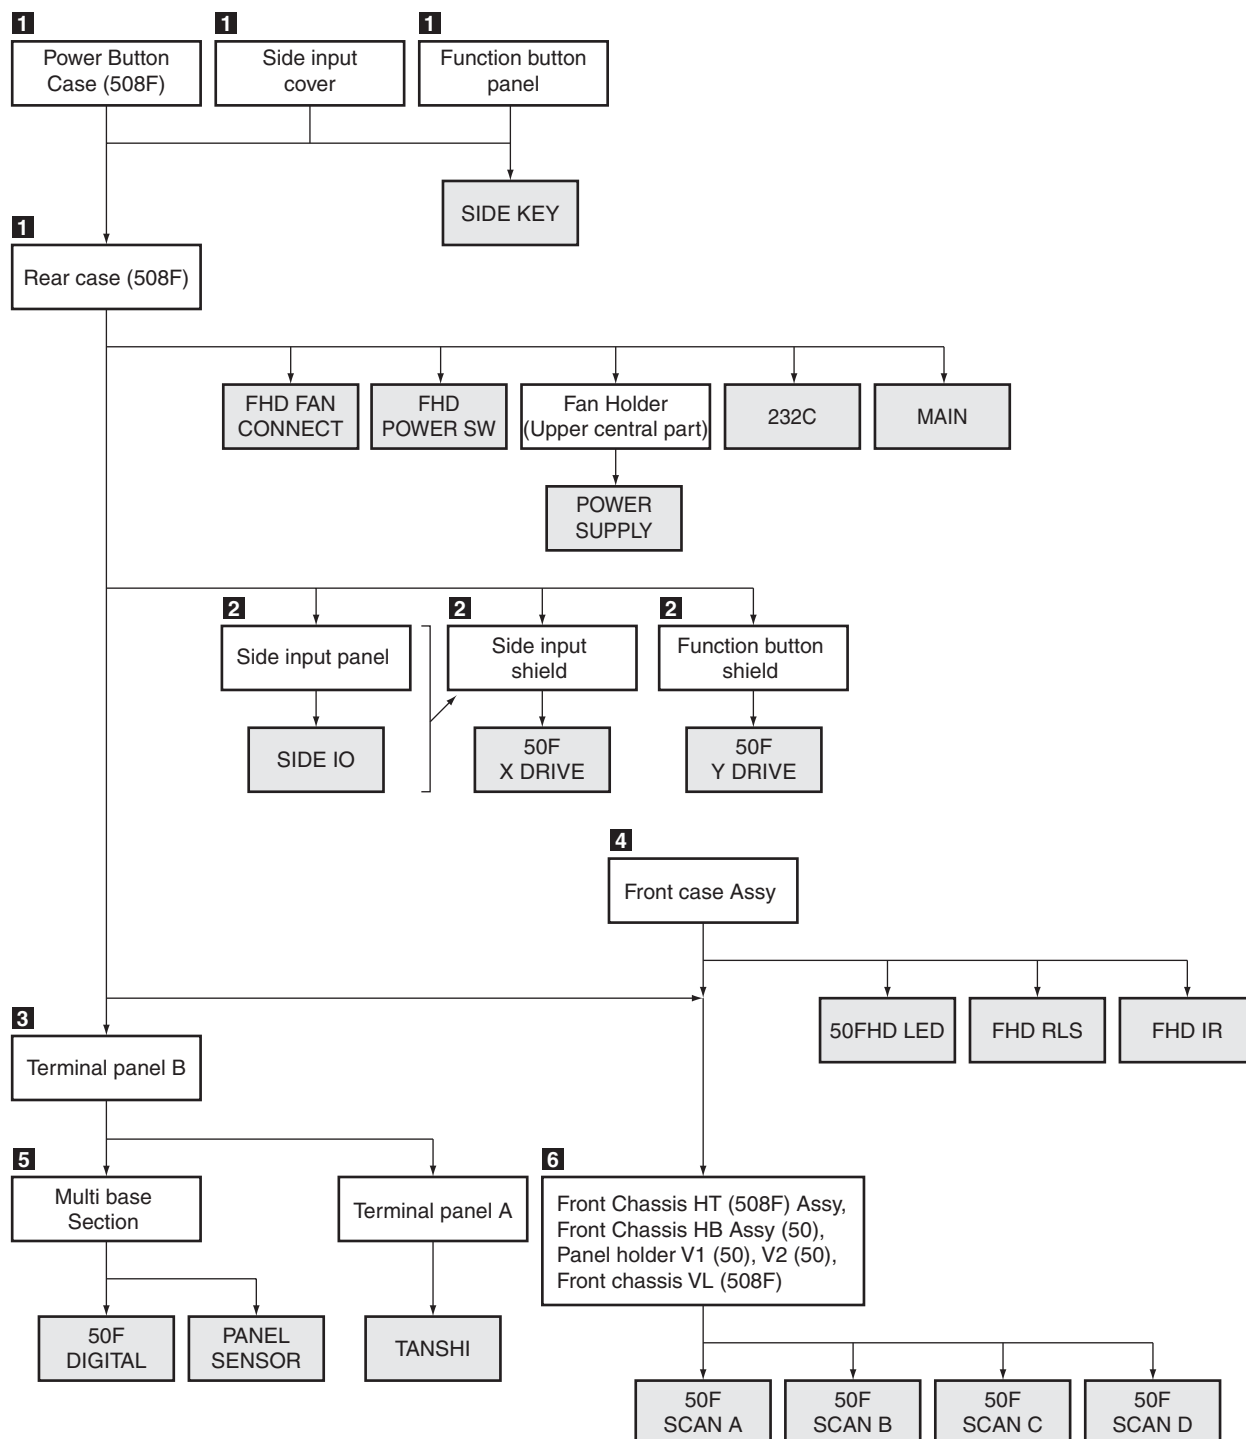 1
1
1
Power Button
Case (508F)
Side input
cover
Function button
panel
SIDE KEY
1
Rear case (508F)
FHD FAN
CONNECT
FHD
POWER SW
Fan Holder
(Upper central part)
232C
MAIN
POWER
SUPPLY
2
2
2
Side input panel
Side input
shield
Function button
shield
SIDE IO
50F
X DRIVE
50F
Y DRIVE
4
Front case Assy
50FHD LED
FHD RLS
FHD IR
3
Terminal panel B
5
6
Multi base
Section
Terminal panel A
Front Chassis HT (508F) Assy,
Front Chassis HB Assy (50),
Panel holder V1 (50), V2 (50),
Front chassis VL (508F)
50F
DIGITAL
PANEL
SENSOR
TANSHI
50F
SCAN A
50F
SCAN B
50F
SCAN C
50F
SCAN D